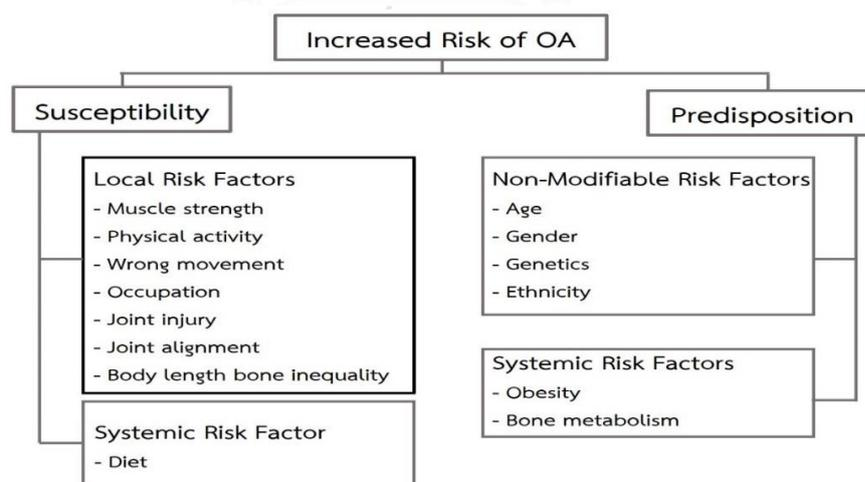 Increased Risk of OA
Susceptibility
Local Risk Factors
- Muscle strength
- Physical activity
- Wrong movement
- Occupation
- Joint injury
- Joint alignment
- Body length bone inequality
Systemic Risk Factor
- Diet
Predisposition
Non-Modifiable Risk Factors
- Age
- Gender
- Genetics
- Ethnicity
Systemic Risk Factors
- Obesity
- Bone metabolism